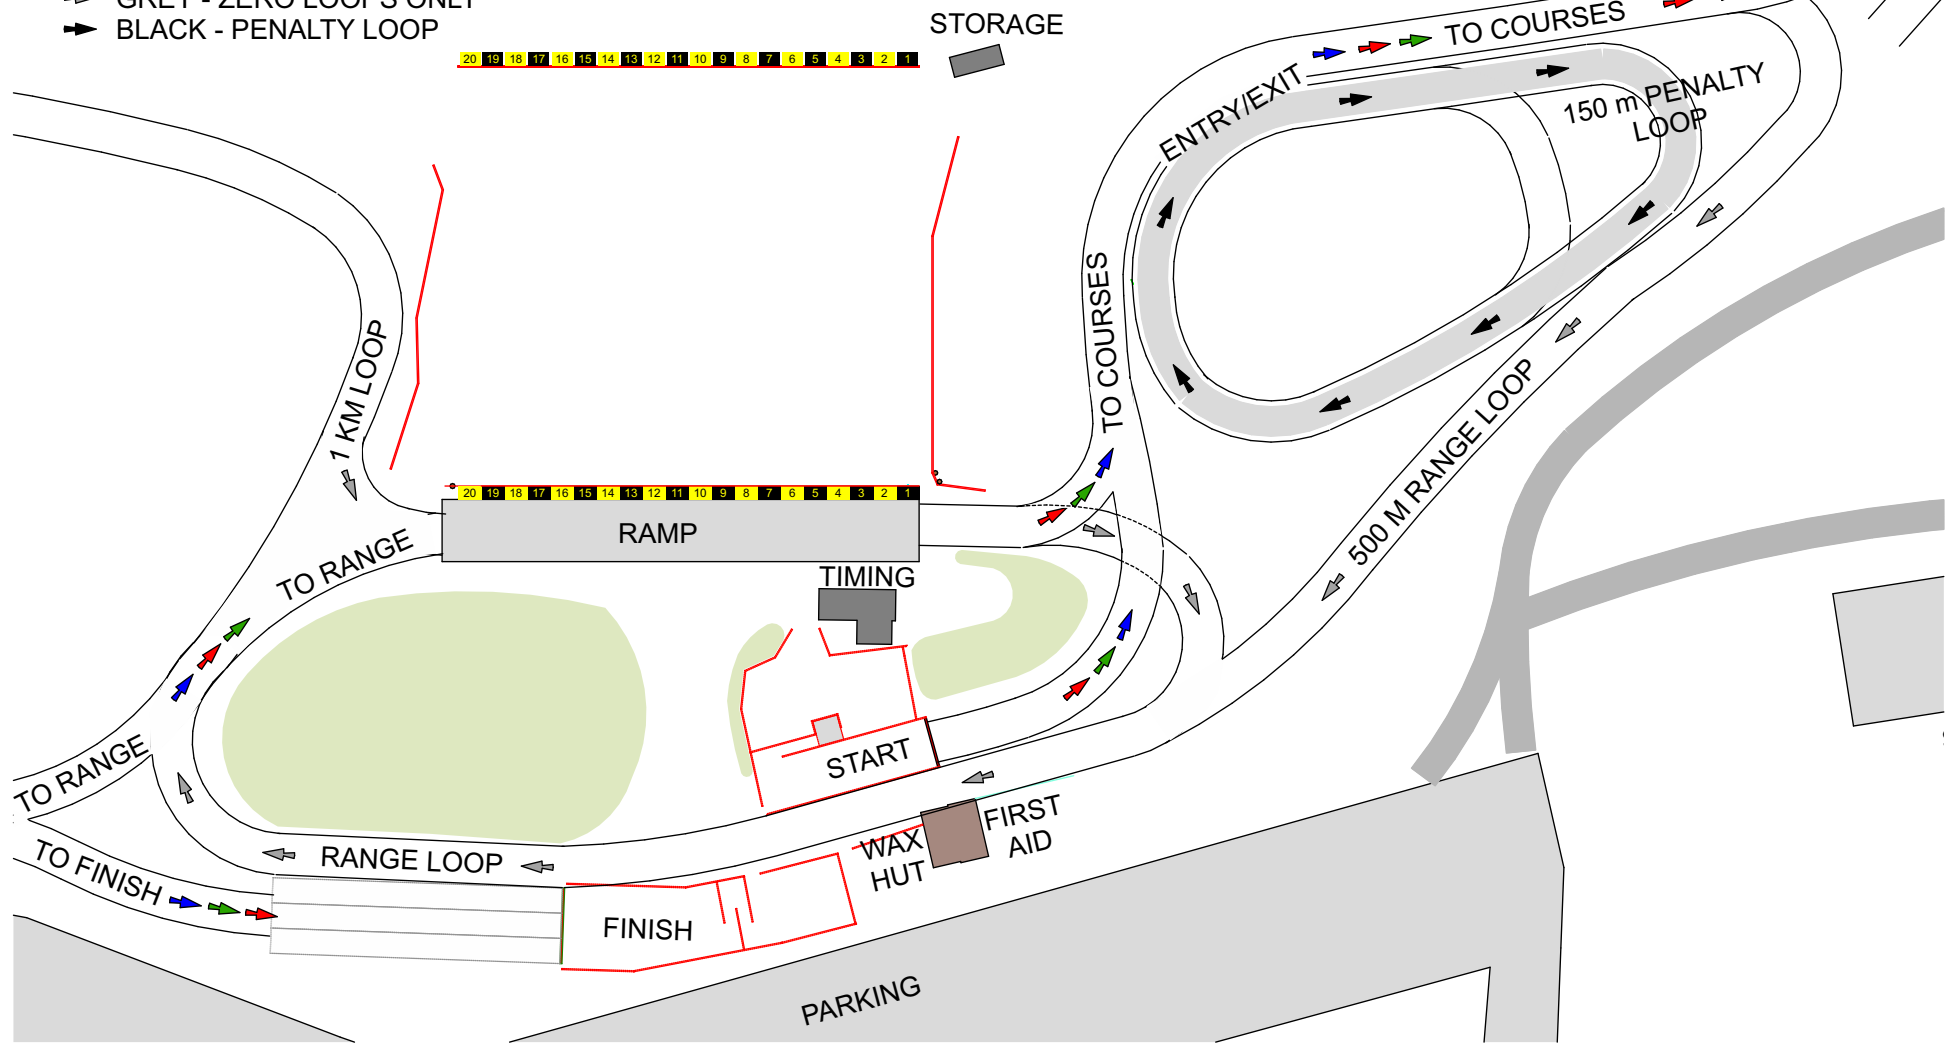 GREY - ZERO LOOPS ONLY
BLACK - PENALTY LOOP
STORAGE
20 19 18 17 16 15 14 13 12 11 10 9 8 7 6 5 4 3 2 1
TO COURSES
ENTRY/EXIT
150 m PENALTY
LOOP
TO COURSES
1 KM LOOP
500 M RANGE LOOP
20 19 18 17 16 15 14 13 12 11 10 9 8 7 6 5 4 3 2 1
RAMP
TO RANGE
TIMING
START
TO RANGE
FIRST
AID
WAX
HUT
RANGE LOOP
TO FINISH
FINISH
PARKING